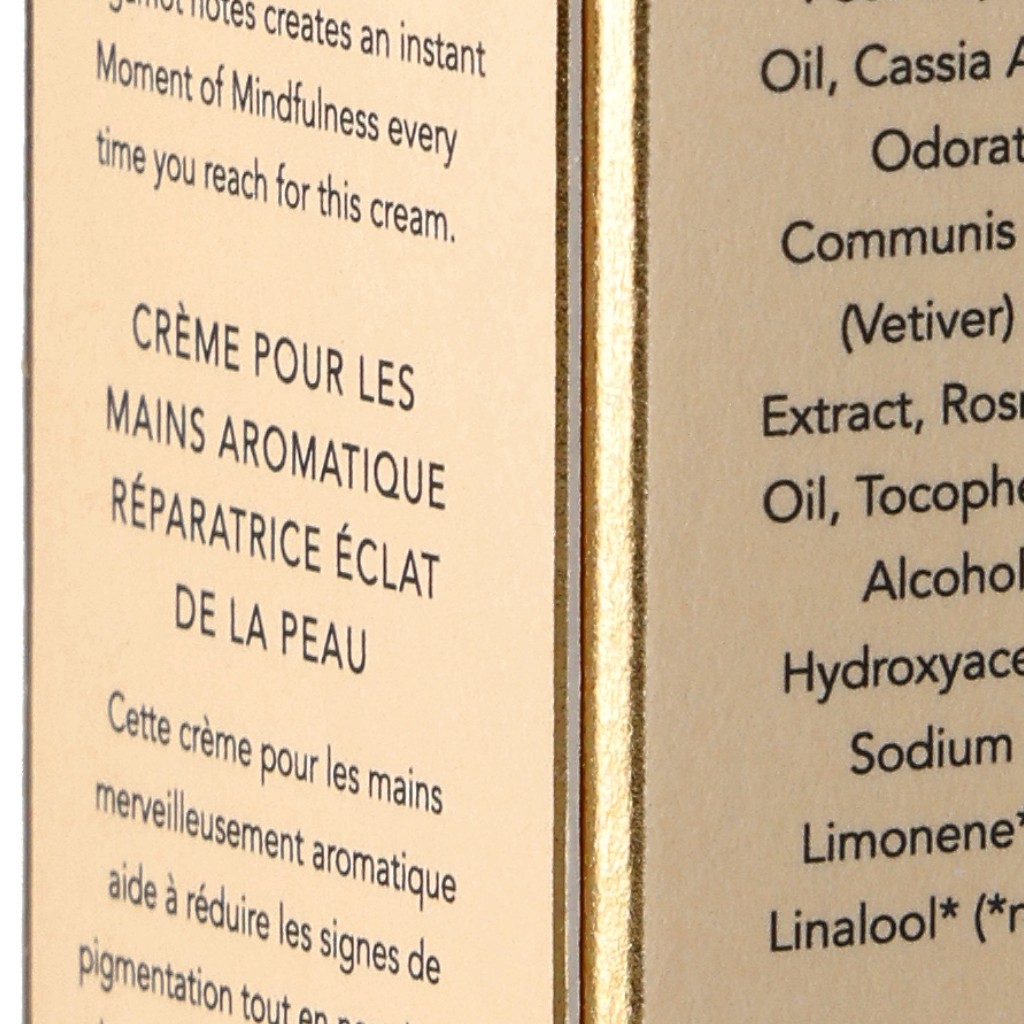 notes creates an instant
Moment of Mindfulness every
time you reach for this cream.
CRÈME POUR LES
MAINS AROMATIQUE
RÉPARATRICE ÉCLAT
DE LA PEAU
Cette crème pour les mains
merveilleusement aromatique
aide à réduire les signes de
pigmentation tout en
Oil, Cassia
Odorat
Communis
(Vetiver)
Extract, Ros
Oil, Tocophe
Alcohol
Hydroxyace
Sodium
Limonene*
Linalool* (*